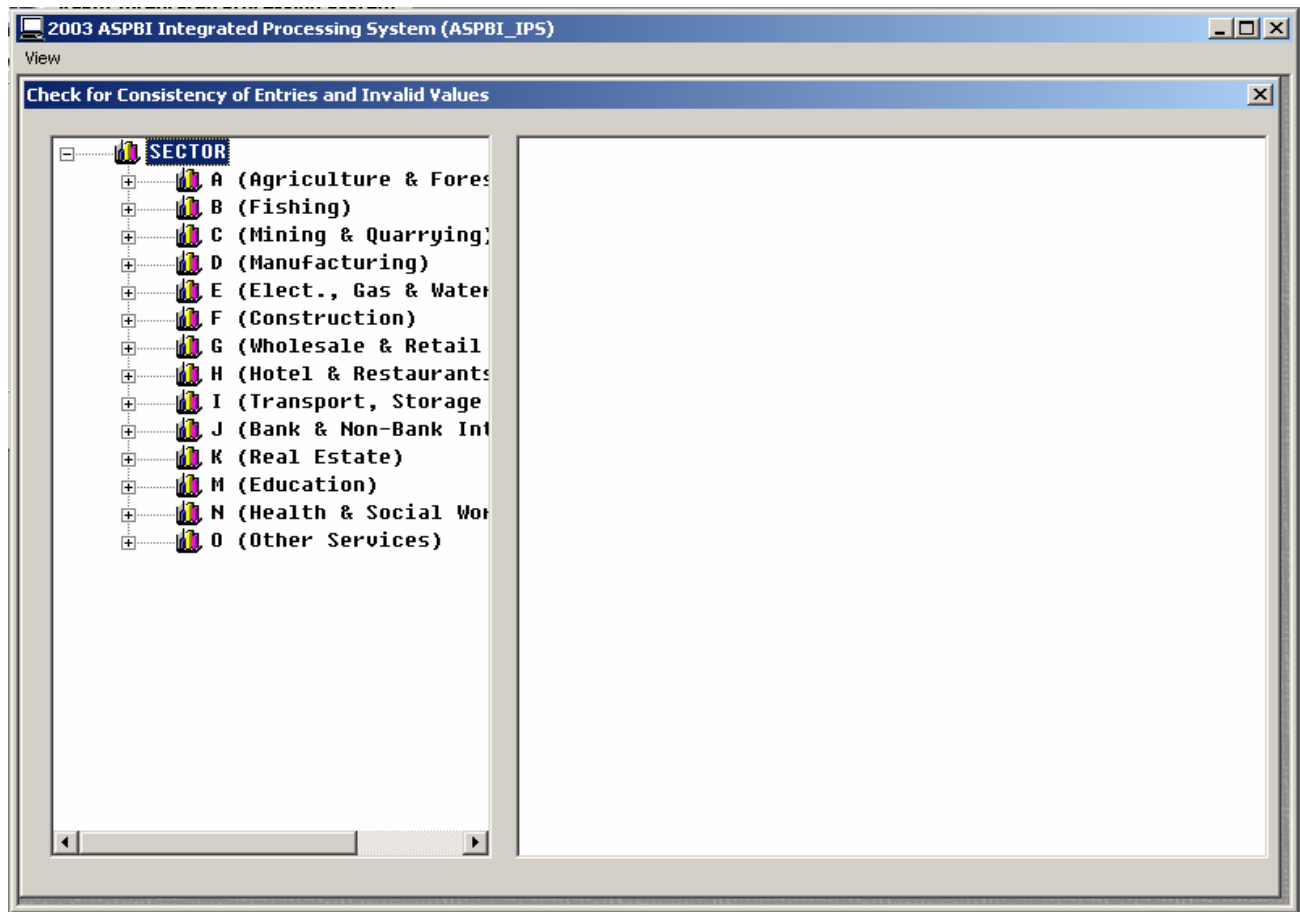 2003 ASPBI Integrated Processing System (ASPBI_IPS)
View
Check for Consistency of Entries and Invalid Values
SECTOR
A (Agriculture & Fores
B (Fishing)
C (Mining & Quarrying)
D (Manufacturing)
E (Elect., Gas & Water
F (Construction)
G (Wholesale & Retail
H (Hotel & Restaurants
I (Transport, Storage
J (Bank & Non-Bank Int
K (Real Estate)
M (Education)
N (Health & Social Wor
O (Other Services)